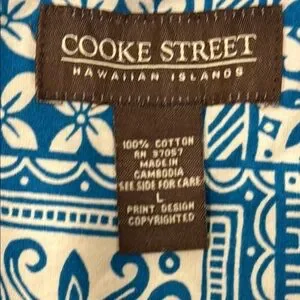 COOKE STREET
HAWAIIAN ISLANDS
100% COTTON
RN 97057
MADE IN
CAMBODIA
SEE SIDE FOR CARE
L
PRINT DESIGN
COPYRIGHTED